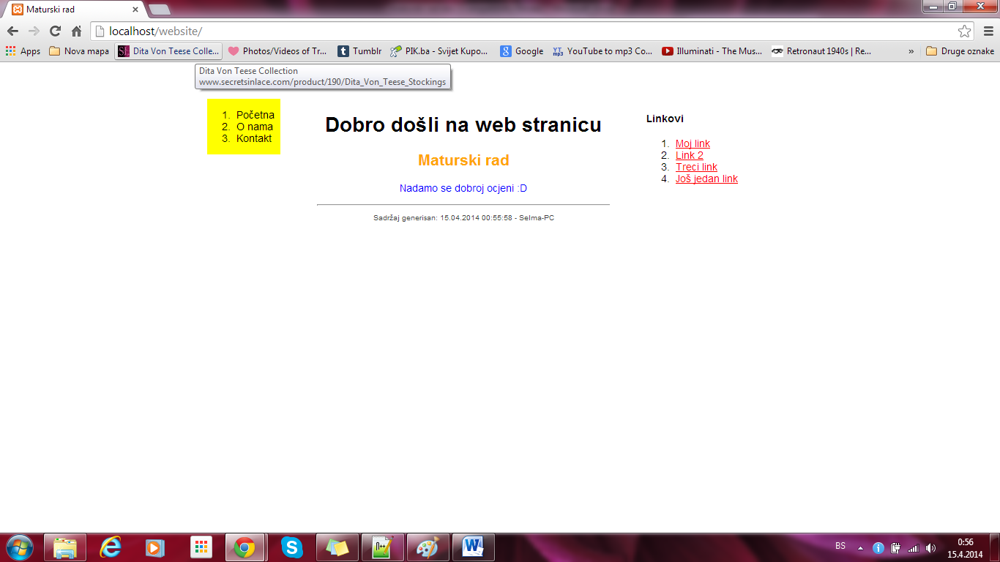 Maturski rad
localhost/website/
Apps Nova mapa Dita Von Teese Colle... Photos/Videos of Tr... Tumblr PIK.ba - Svijet Kupo... Google YouTube to mp3 Co... Illuminati - The Mus... Retronaut 1940s | Re... » Druge oznake
Dita Von Teese Collection
www.secretsinlace.com/product/190/Dita_Von_Teese_Stockings
1. Početna
2. O nama
3. Kontakt
Dobro došli na web stranicu
Maturski rad
Nadamo se dobroj ocjeni :D
Sadržaj generisan: 15.04.2014 00:55:58 - Selma-PC
Linkovi
1. Moj link
2. Link 2
3. Treci link
4. Još jedan link
BS
0:56
15.4.2014